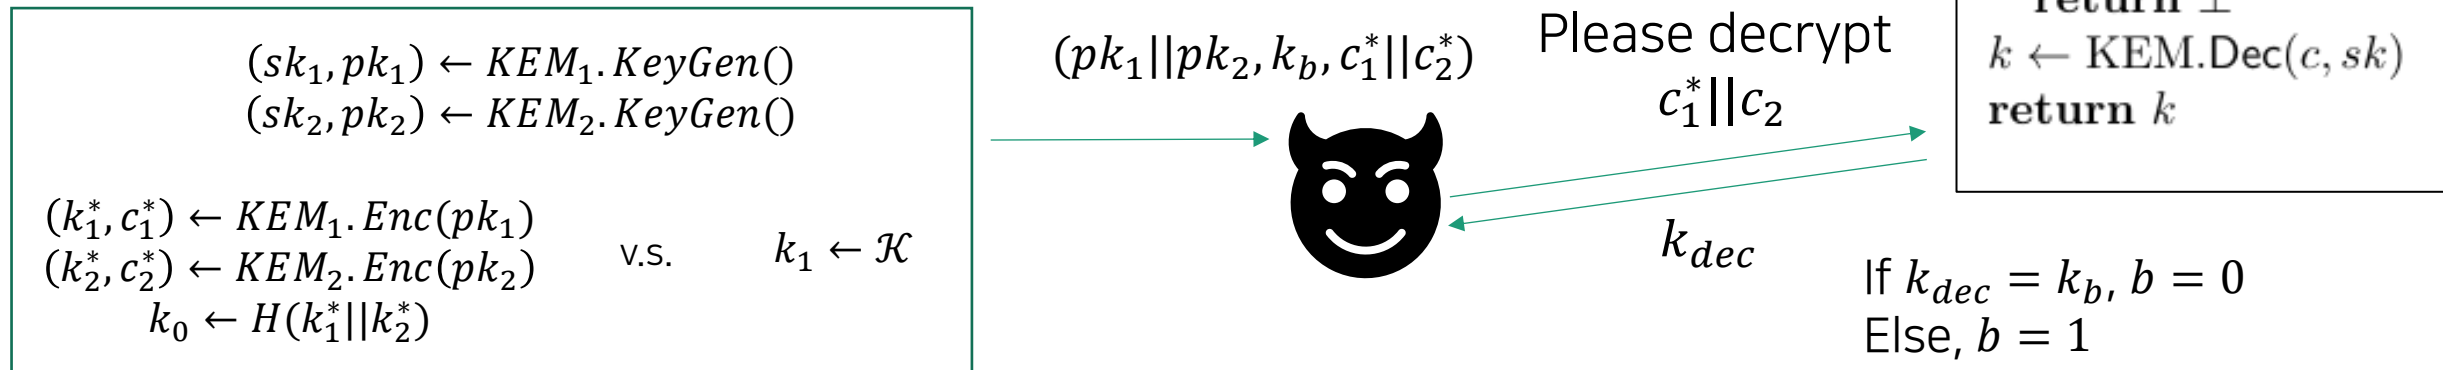 (sk₁, pk₁) ← KEM₁.KeyGen()
(sk₂, pk₂) ← KEM₂.KeyGen()
(k₁*, c₁*) ← KEM₁.Enc(pk₁)
(k₂*, c₂*) ← KEM₂.Enc(pk₂)
k₀ ← H(k₁*||k₂*)
v.s.
k₁ ← 𝒦
(pk₁||pk₂, k_b, c₁*||c₂*)
Please decrypt
c₁*||c₂
k_dec
return ⊥
k ← KEM.Dec(c, sk)
return k
If k_dec = k_b, b = 0
Else, b = 1